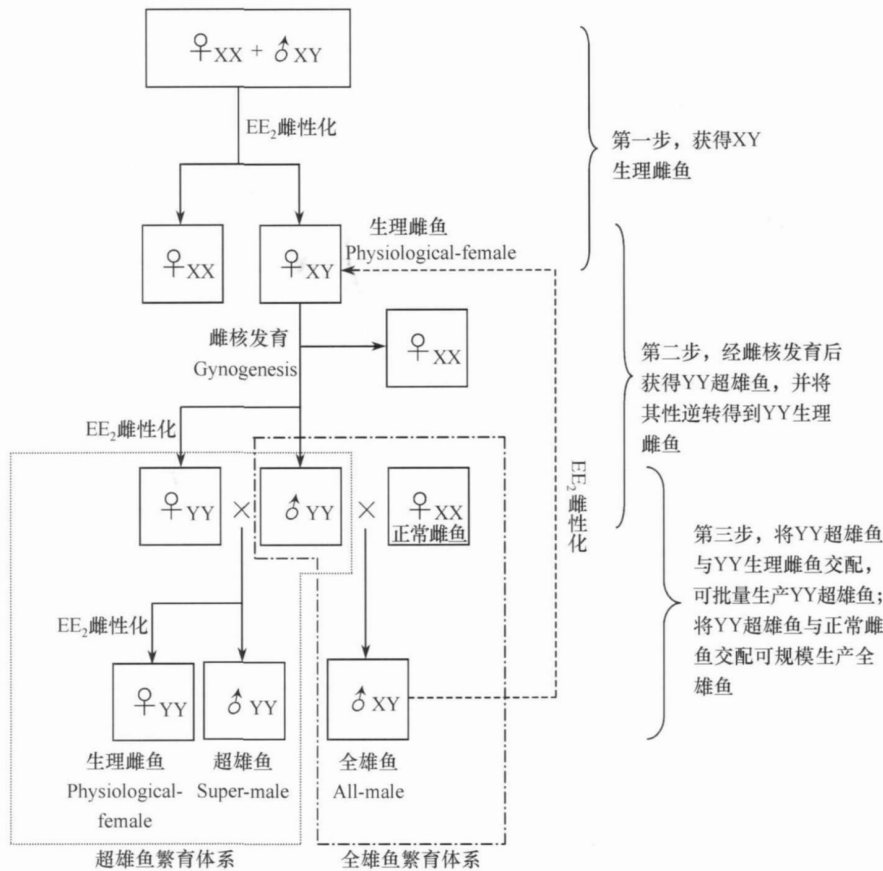 ♀XX + ♂XY
EE₂雌性化
第一步，获得XY
生理雌鱼
生理雌鱼
Physiological-female
♀XX
♀XY
雌核发育
Gynogenesis
♀XX
第二步，经雌核发育后
获得YY超雄鱼，并将
其性逆转得到YY生理
雌鱼
EE₂雌性化
EE₂雌性化
♀YY × ♂YY × ♀XX
正常雌鱼
第三步，将YY超雄鱼
与YY生理雌鱼交配，
可批量生产YY超雄鱼；
将YY超雄鱼与正常雌
鱼交配可规模生产全
雄鱼
EE₂雌性化
♀YY
♂YY
♂XY
生理雌鱼
Physiological-
female
超雄鱼
Super-male
全雄鱼
All-male
超雄鱼繁育体系
全雄鱼繁育体系